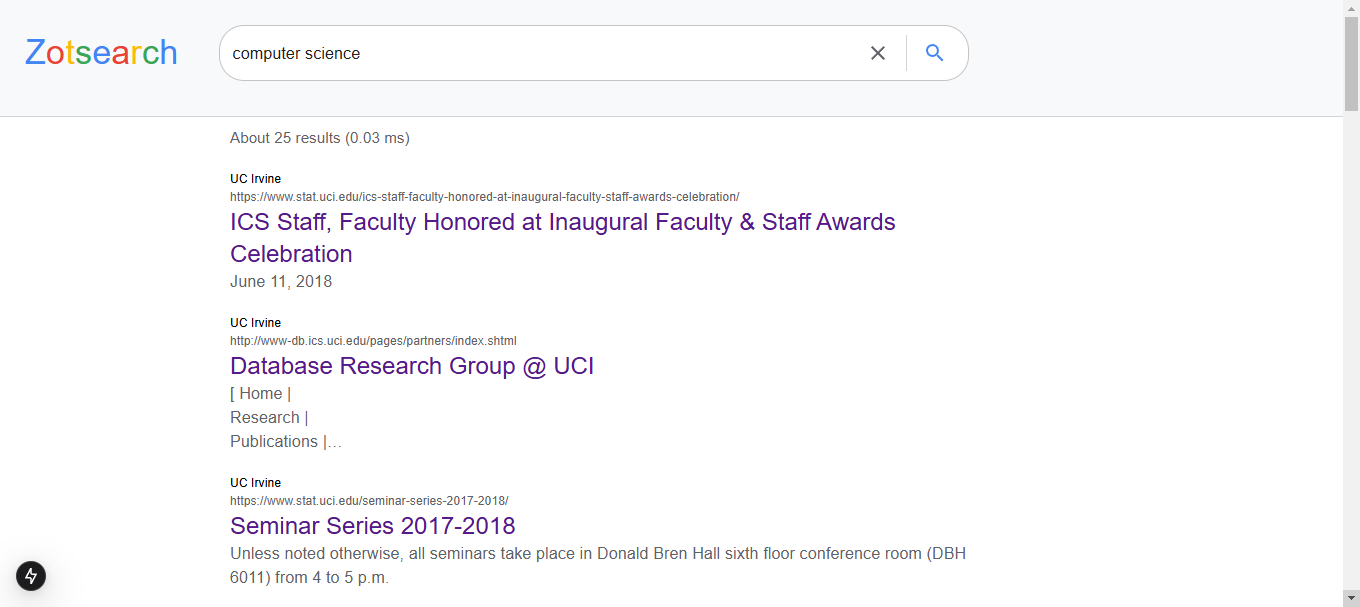 Zotsearch
computer science
About 25 results (0.03 ms)
UC Irvine
https://www.stat.uci.edu/ics-staff-faculty-honored-at-inaugural-faculty-staff-awards-celebration/
ICS Staff, Faculty Honored at Inaugural Faculty & Staff Awards
Celebration
June 11, 2018
UC Irvine
http://www-db.ics.uci.edu/pages/partners/index.shtml
Database Research Group @ UCI
[ Home |
Research |
Publications |…
UC Irvine
https://www.stat.uci.edu/seminar-series-2017-2018/
Seminar Series 2017-2018
Unless noted otherwise, all seminars take place in Donald Bren Hall sixth floor conference room (DBH
6011) from 4 to 5 p.m.